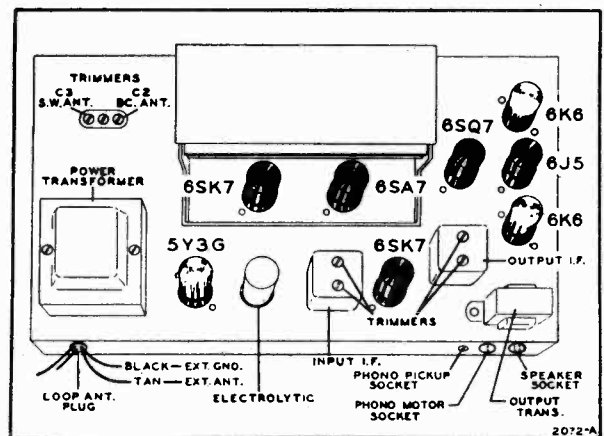 TRIMMERS
C3 C2
S.W. ANT. BC. ANT.
6K6
6SQ7
6J5
6SK7
6SA7
POWER
TRANSFORMER
6K6
5Y3G
6SK7
OUTPUT I.F.
TRIMMERS
BLACK — EXT. GND.
INPUT I.F.
TAN — EXT. ANT.
ELECTROLYTIC
LOOP ANT.
PLUG
PHONO PICKUP
SOCKET
SPEAKER
SOCKET
PHONO MOTOR
SOCKET
OUTPUT
TRANS.
2072-A